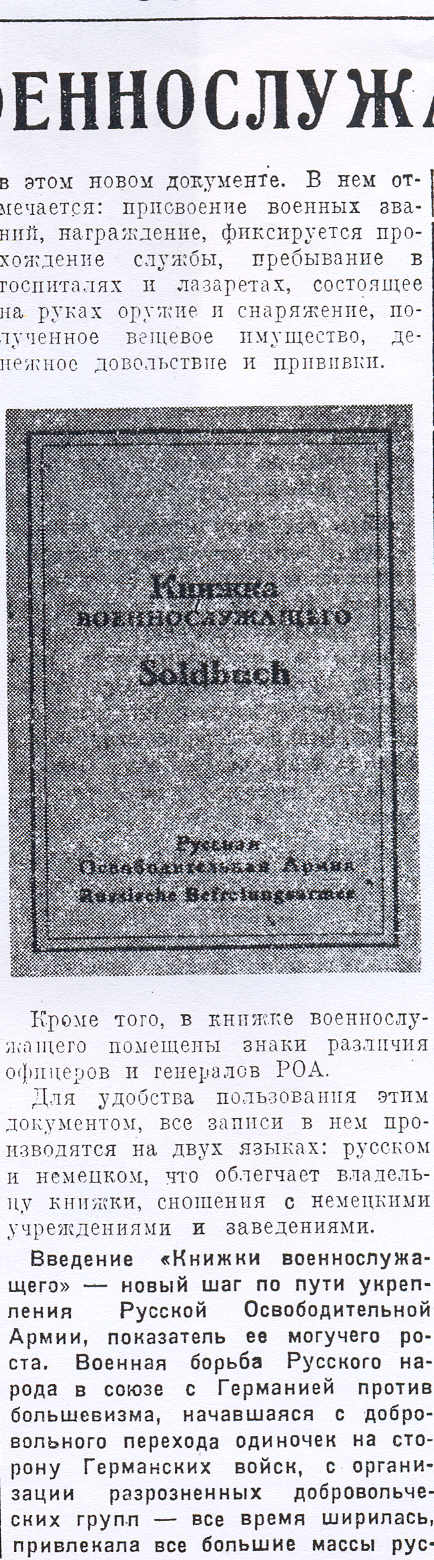 ОЕННОСЛУЖА
в этом новом документе. В нем от-
мечается: присвоение военных зва-
ний, награждение, фиксируется про-
хождение службы, пребывание в
госпиталях и лазаретах, состоящее
на руках оружие и снаряжение, по-
лученное вещевое имущество, де-
нежное довольствие и прививки.
Книжка
ВОЕННОСЛУЖАЩЕГО
Soldbuch
Русская
Освободительная Армия
Russische Befreiungsarmee
Кроме того, в книжке военнослу-
жащего помещены знаки различия
офицеров и генералов РОА.
Для удобства пользования этим
документом, все записи в нем про-
изводятся на двух языках: русском
и немецком, что облегчает владель-
цу книжки, сношения с немецкими
учреждениями и заведениями.
Введение «Книжки военнослужа-
щего» — новый шаг по пути укреп-
ления Русской Освободительной
Армии, показатель ее могучего ро-
ста. Военная борьба Русского на-
рода в союзе с Германией против
большевизма, начавшаяся с добро-
вольного перехода одиночек на сто-
рону Германских войск, с органи-
зации разрозненных добровольче-
ских групп — все время ширилась,
привлекала все большие массы рус-